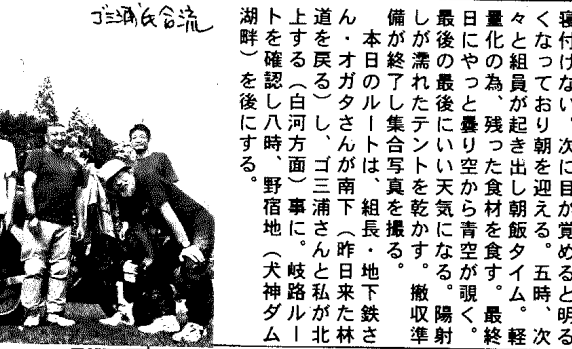 寝付けない。次に目が覚めると明る
くなっており朝を迎える。五時、次
々と組員が起き出し朝飯タイム。軽
量化の為、残った食材を食す。最終
日にやっと曇り空から青空が覗く。
最後の最後にいい天気になる。陽射
しが濡れたテントを乾かす。撤収準
備が終了し集合写真を撮る。
本日のルートは、組長・地下鉄さ
ん・オガタさんが南下（昨日来た林
道を戻る）し、ゴ三浦さんと私が北
上する（白河方面）事に。岐路ルー
トを確認し八時、野宿地（犬神ダム
湖畔）を後にする。
ゴミ浦氏合流